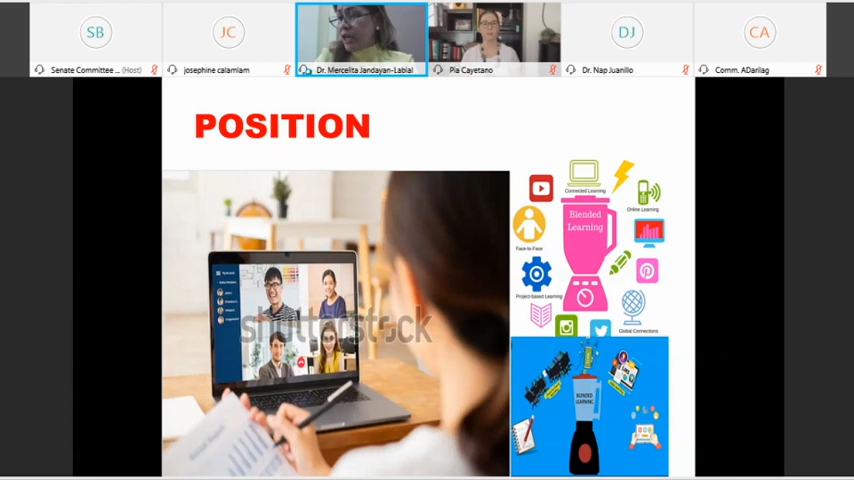 SB
JC
DJ
CA
Senate Committee ... (Host)
josephine calamlam
Dr. Mercelita Jandayan-Labial
Pia Cayetano
Dr. Nap Juanillo
Comm. ADarilag
POSITION
Connected Learning
Blended
Learning
Online Learning
Face-to-Face
Project-based Learning
Global Connections
shutterstock
BLENDED
LEARNING